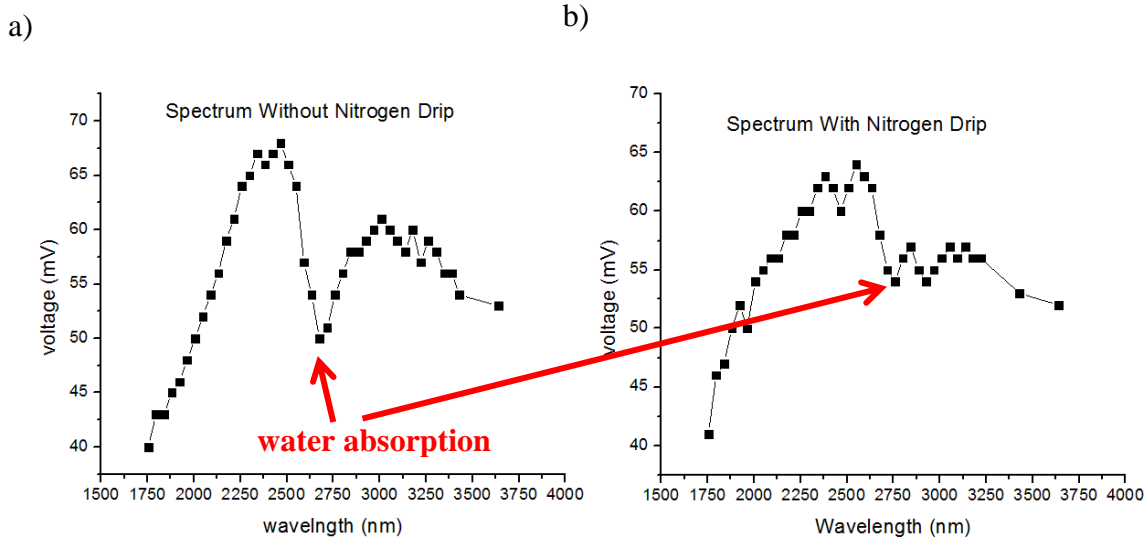 a)
b)
Spectrum Without Nitrogen Drip
voltage (mV)
70
65
60
55
50
45
40
1500 1750 2000 2250 2500 2750 3000 3250 3500 3750 4000
wavelngth (nm)
Spectrum With Nitrogen Drip
voltage (mV)
70
65
60
55
50
45
40
1500 1750 2000 2250 2500 2750 3000 3250 3500 3750 4000
Wavelength (nm)
water absorption